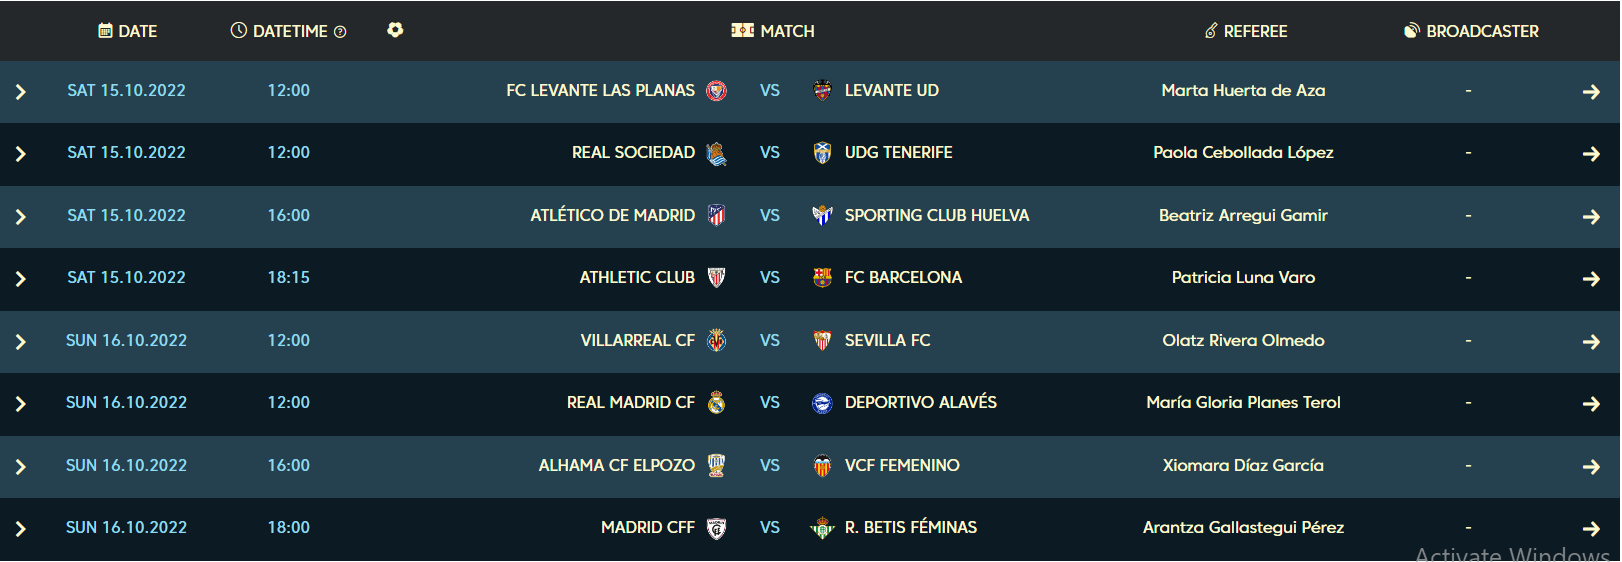 DATE DATETIME ? MATCH REFEREE BROADCASTER
SAT 15.10.2022 12:00 FC LEVANTE LAS PLANAS VS LEVANTE UD Marta Huerta de Aza -
SAT 15.10.2022 12:00 REAL SOCIEDAD VS UDG TENERIFE Paola Cebollada López -
SAT 15.10.2022 16:00 ATLÉTICO DE MADRID VS SPORTING CLUB HUELVA Beatriz Arregui Gamir -
SAT 15.10.2022 18:15 ATHLETIC CLUB VS FC BARCELONA Patricia Luna Varo -
SUN 16.10.2022 12:00 VILLARREAL CF VS SEVILLA FC Olatz Rivera Olmedo -
SUN 16.10.2022 12:00 REAL MADRID CF VS DEPORTIVO ALAVÉS María Gloria Planes Terol -
SUN 16.10.2022 16:00 ALHAMA CF ELPOZO VS VCF FEMENINO Xiomara Díaz García -
SUN 16.10.2022 18:00 MADRID CFF VS R. BETIS FÉMINAS Arantza Gallastegui Pérez -
Activate Windows